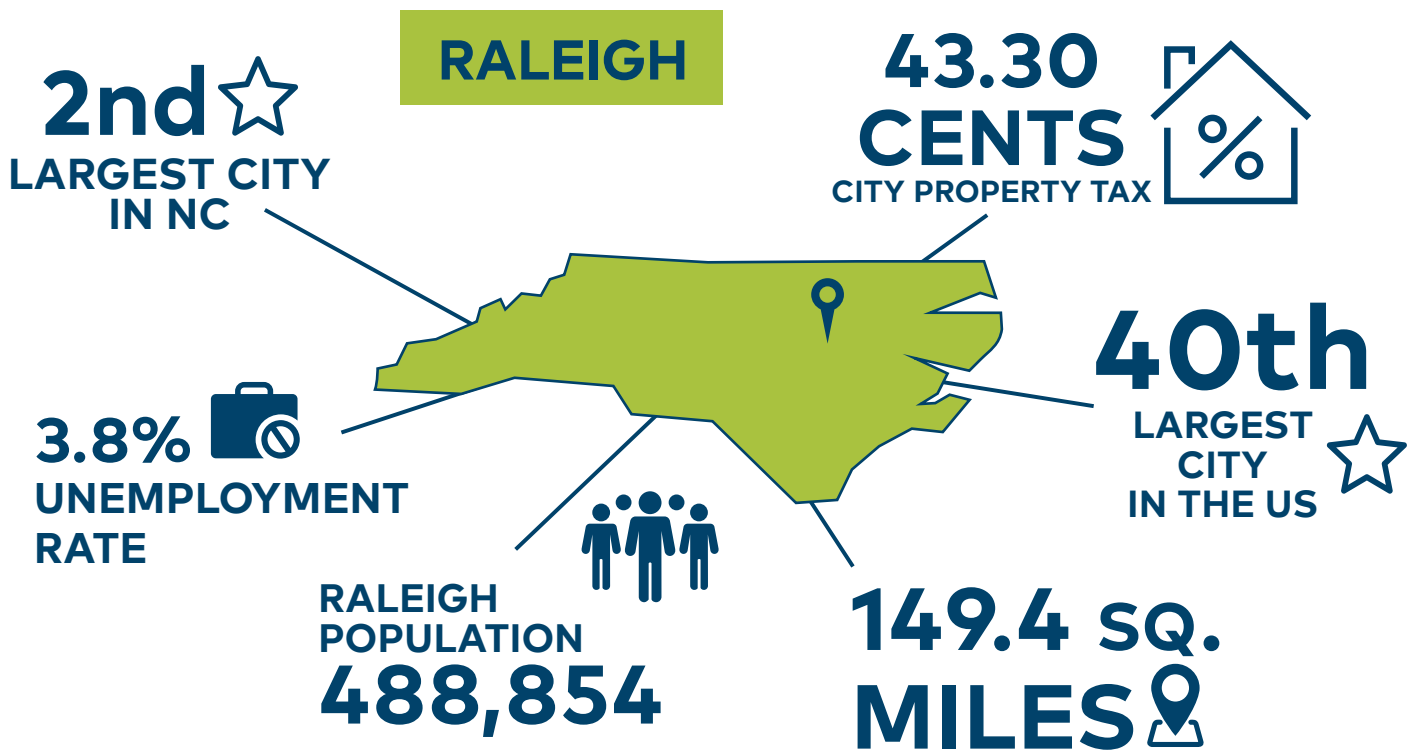 RALEIGH
2nd
LARGEST CITY
IN NC
43.30
CENTS
CITY PROPERTY TAX
40th
LARGEST
CITY
IN THE US
3.8%
UNEMPLOYMENT
RATE
RALEIGH
POPULATION
488,854
149.4 SQ.
MILES